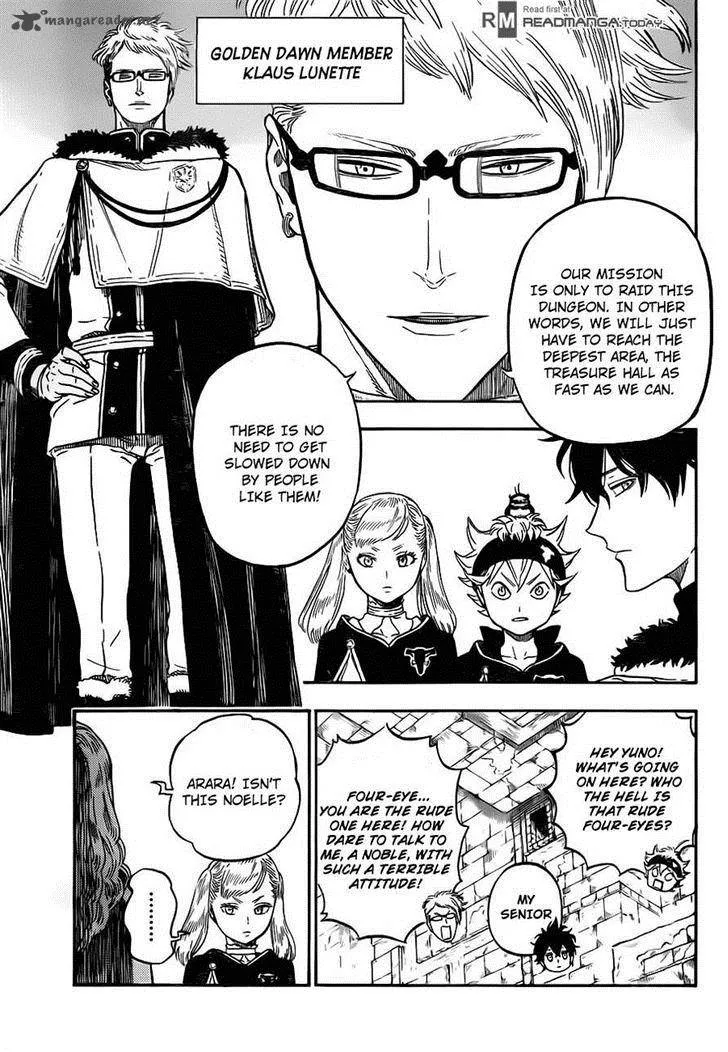 mangareader.net
Read first at
RM READMANGA.TODAY
GOLDEN DAWN MEMBER
KLAUS LUNETTE
OUR MISSION
IS ONLY TO RAID THIS
DUNGEON. IN OTHER
WORDS, WE WILL JUST
HAVE TO REACH THE
DEEPEST AREA, THE
TREASURE HALL AS
FAST AS WE CAN.
THERE IS NO
NEED TO GET
SLOWED DOWN
BY PEOPLE
LIKE THEM!
HEY YUNO!
WHAT'S GOING
ON HERE? WHO
THE HELL IS
THAT RUDE
FOUR-EYES?
MY
SENIOR
FOUR-EYE...
YOU ARE THE RUDE
ONE HERE! HOW
DARE TO TALK TO
ME, A NOBLE, WITH
SUCH A TERRIBLE
ATTITUDE!
ARARA! ISN'T
THIS NOELLE?
........